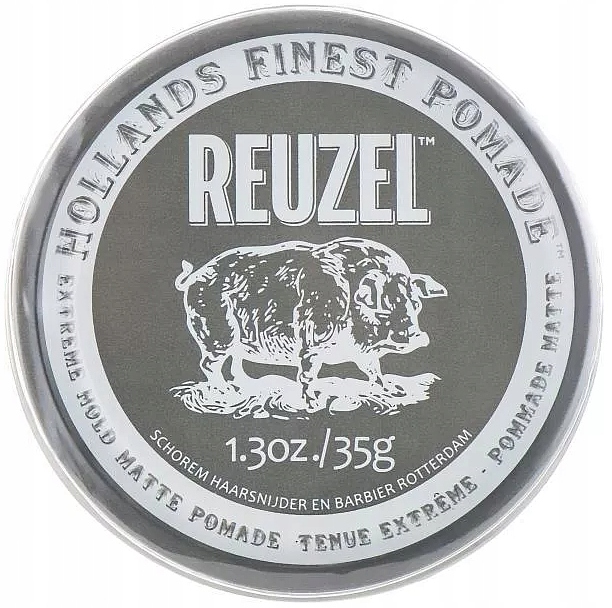 HOLLANDS FINEST POMADE™
REUZEL™
1.3oz./35g
SCHOREM HAARSNIJDER EN BARBIER ROTTERDAM
EXTREME HOLD MATTE POMADE - TENUE EXTRÊME - POMMADE MATTE